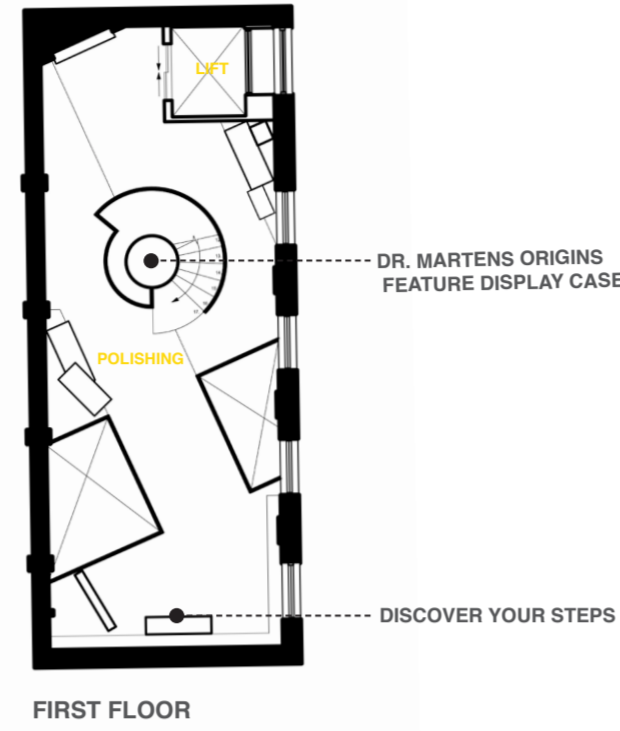 LIFT
DR. MARTENS ORIGINS
FEATURE DISPLAY CASE
POLISHING
DISCOVER YOUR STEPS
FIRST FLOOR